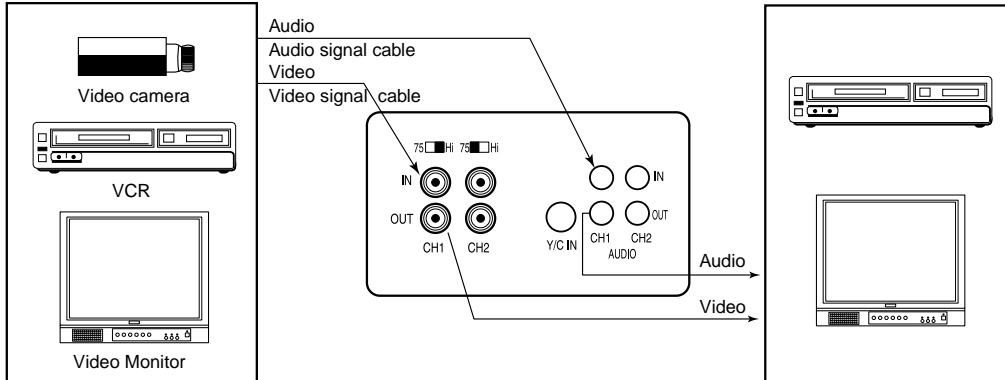 Audio
Audio signal cable
Video
Video signal cable
Video camera
VCR
Video Monitor
75 Hi 75 Hi
IN
OUT
CH1 CH2
Y/C IN
IN
OUT
CH1 CH2
AUDIO
Audio
Video